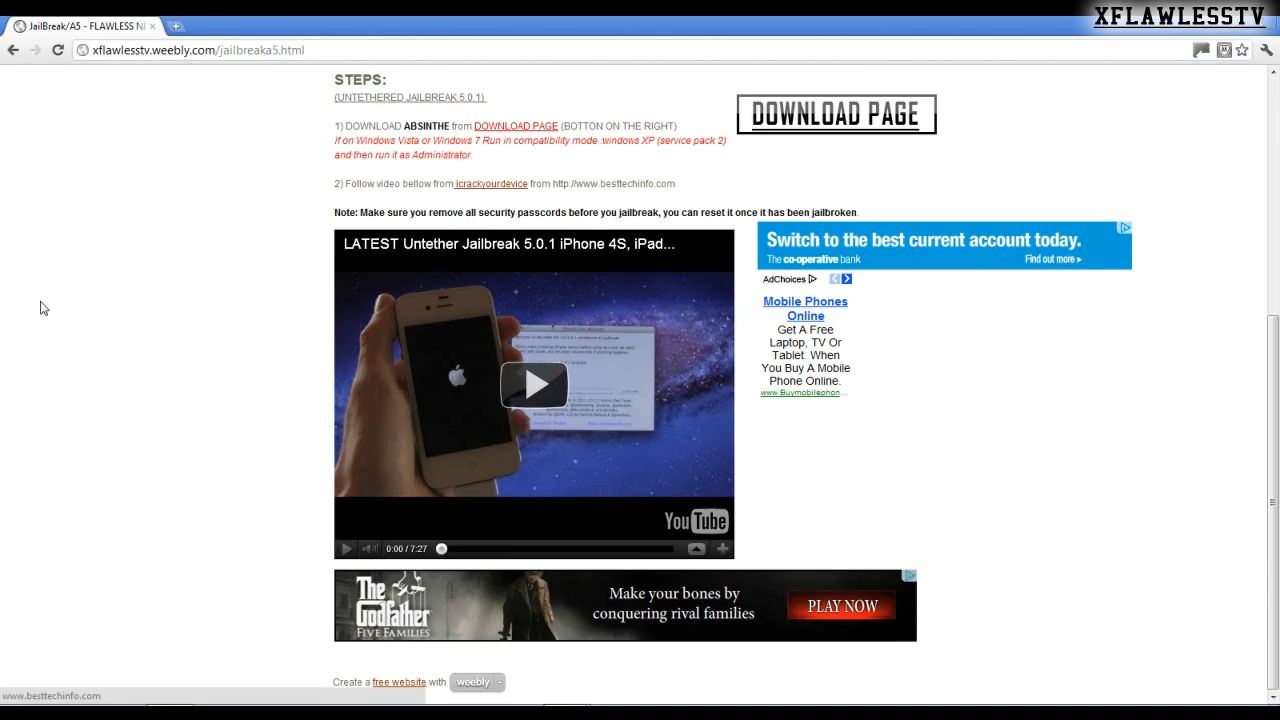 XFLAWLESSTV
JailBreak/A5 - FLAWLESS NI
xflawlesstv.weebly.com/jailbreaka5.html
STEPS:
(UNTETHERED JAILBREAK 5.0.1)
DOWNLOAD PAGE
1) DOWNLOAD ABSINTHE from DOWNLOAD PAGE (BOTTON ON THE RIGHT)
If on Windows Vista or Windows 7 Run in compatibility mode :windows XP (service pack 2)
and then run it as Administrator.
2) Follow video bellow from icrackyourdevice from http://www.besttechinfo.com
Note: Make sure you remove all security passcords before you jailbreak, you can reset it once it has been jailbroken.
LATEST Untether Jailbreak 5.0.1 iPhone 4S, iPad...
Switch to the best current account today.
The co-operative bank
Find out more
AdChoices
Mobile Phones
Online
Get A Free
Laptop, TV Or
Tablet. When
You Buy A Mobile
Phone Online.
www.Buymobilephon...
YouTube
0:00 / 7:27
The
Godfather
FIVE FAMILIES
Make your bones by
conquering rival families
PLAY NOW
Create a free website with weebly
www.besttechinfo.com